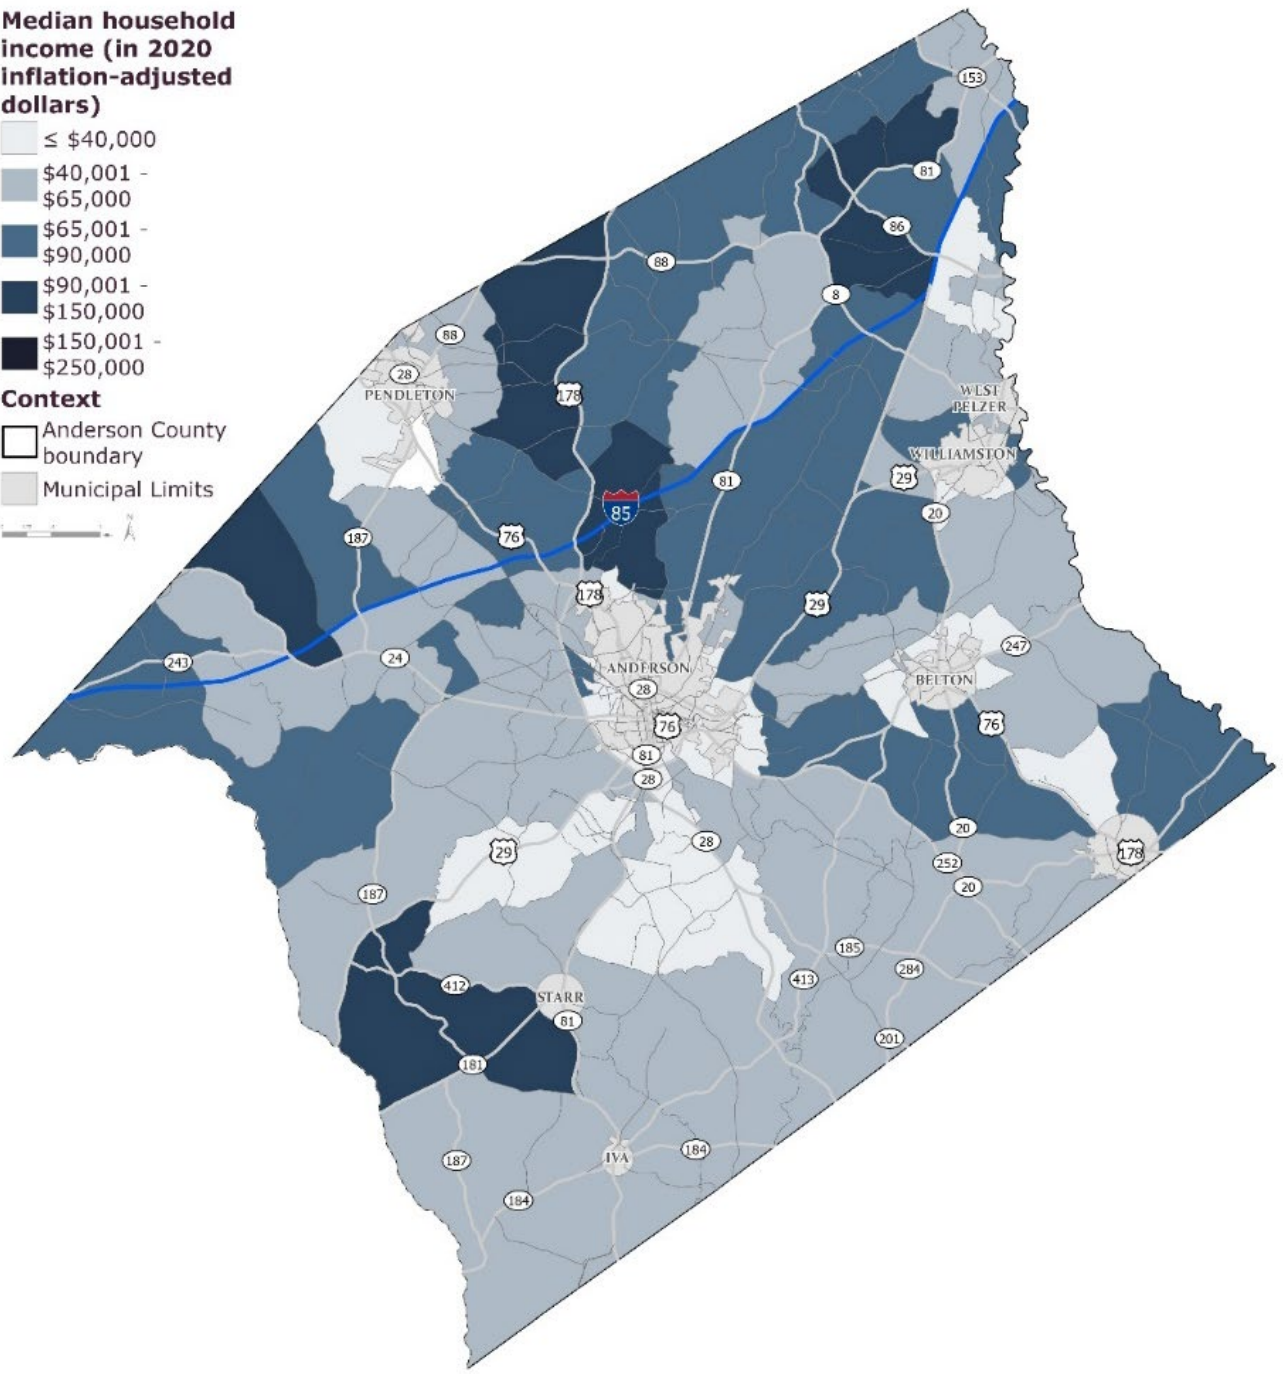 Median household
income (in 2020
inflation-adjusted
dollars)
≤ $40,000
$40,001 -
$65,000
$65,001 -
$90,000
$90,001 -
$150,000
$150,001 -
$250,000
Context
Anderson County
boundary
Municipal Limits
N
153
81
86
88
8
88
28
PENDLETON
178
WEST
PELZER
WILLIAMSTON
29
81
85
20
187
76
178
29
247
243
24
ANDERSON
28
BELTON
76
76
81
28
20
28
29
252
178
20
187
185
284
412
413
STARR
81
201
181
184
IVA
187
184